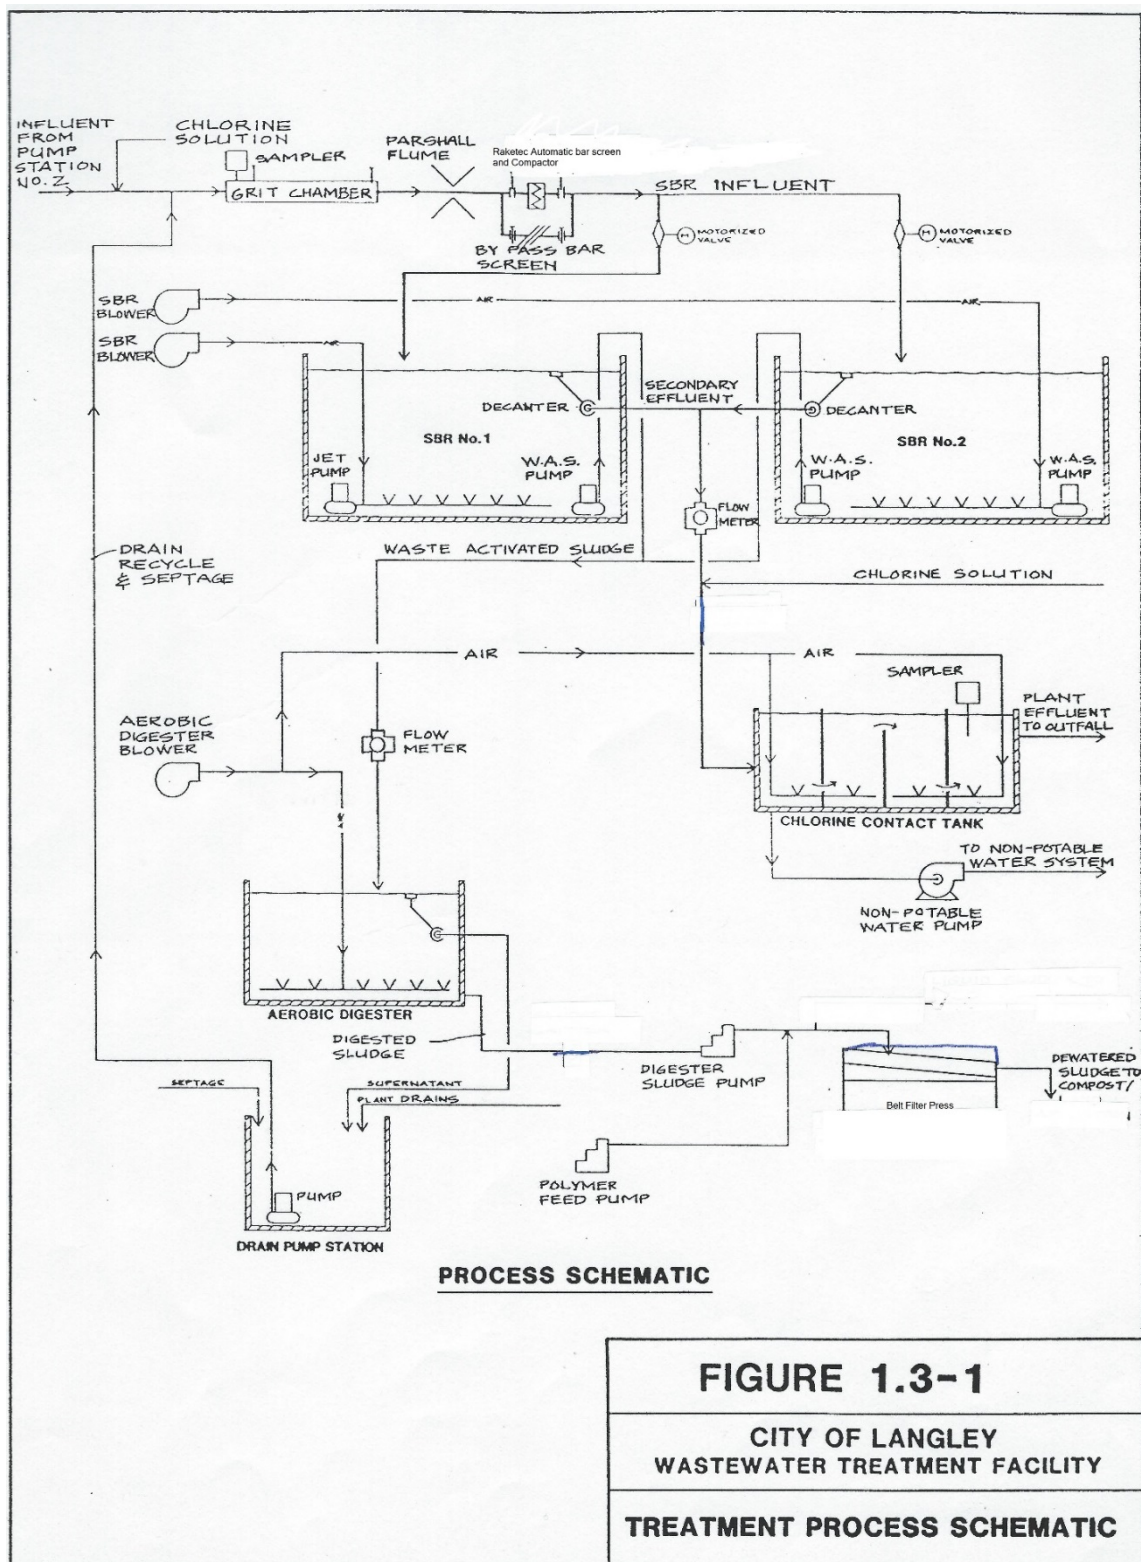 INFLUENT
FROM
PUMP
STATION
NO. 2
CHLORINE
SOLUTION
SAMPLER
GRIT CHAMBER
PARSHALL
FLUME
Raketec Automatic bar screen
and Compactor
BY PASS BAR
SCREEN
SBR INFLUENT
MOTORIZED
VALVE
MOTORIZED
VALVE
SBR
BLOWER
AIR
AIR
SBR
BLOWER
SECONDARY
EFFLUENT
DECANTER
DECANTER
SBR No.1
SBR No.2
JET
PUMP
W.A.S.
PUMP
W.A.S.
PUMP
W.A.S.
PUMP
FLOW
METER
DRAIN
RECYCLE
& SEPTAGE
WASTE ACTIVATED SLUDGE
CHLORINE SOLUTION
AIR
AIR
SAMPLER
PLANT
EFFLUENT
TO OUTFALL
AEROBIC
DIGESTER
BLOWER
FLOW
METER
CHLORINE CONTACT TANK
TO NON-POTABLE
WATER SYSTEM
NON-POTABLE
WATER PUMP
AEROBIC DIGESTER
DIGESTED
SLUDGE
DIGESTER
SLUDGE PUMP
DEWATERED
SLUDGE TO
COMPOST/
Belt Filter Press
SEPTAGE
SUPERNATANT
PLANT DRAINS
POLYMER
FEED PUMP
PUMP
DRAIN PUMP STATION
PROCESS SCHEMATIC
FIGURE 1.3-1
CITY OF LANGLEY
WASTEWATER TREATMENT FACILITY
TREATMENT PROCESS SCHEMATIC